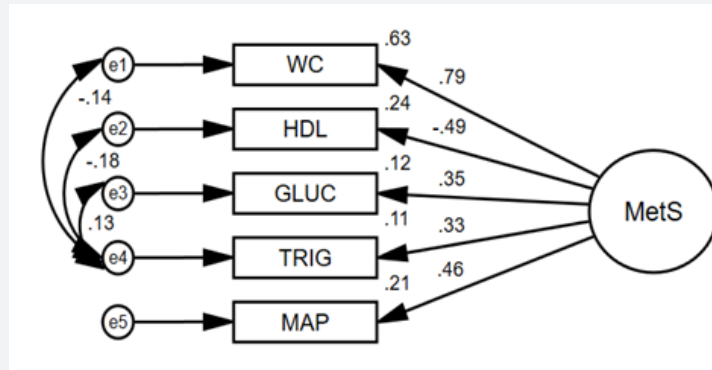 .63
e1 WC .79
-.14
.24
e2 HDL -.49
-.18
.12
e3 GLUC .35
.13
.11
MetS
e4 TRIG .33
.21 .46
e5 MAP